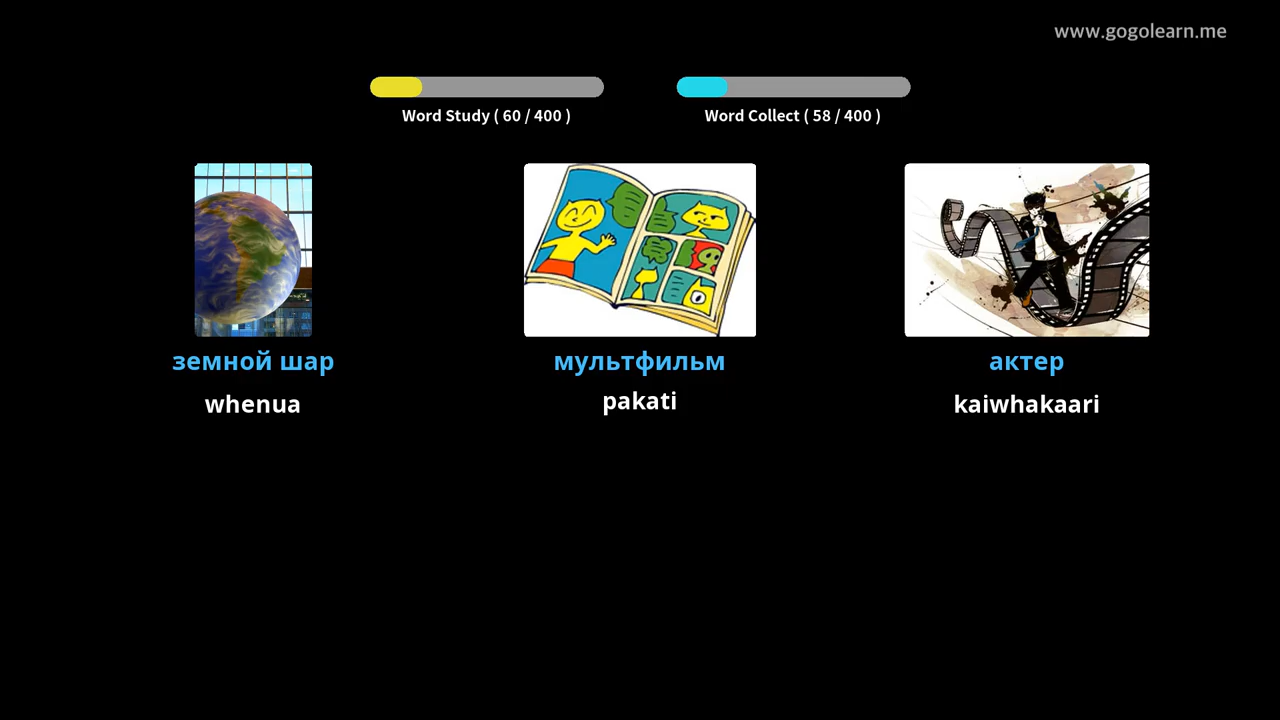 www.gogolearn.me
Word Study ( 60 / 400 )
Word Collect ( 58 / 400 )
земной шар
мультфильм
актер
whenua
pakati
kaiwhakaari